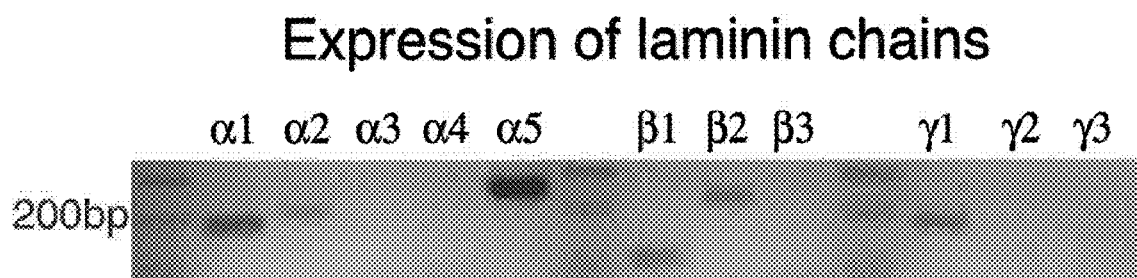 Expression of laminin chains
α1 α2 α3 α4 α5 β1 β2 β3 γ1 γ2 γ3
200bp